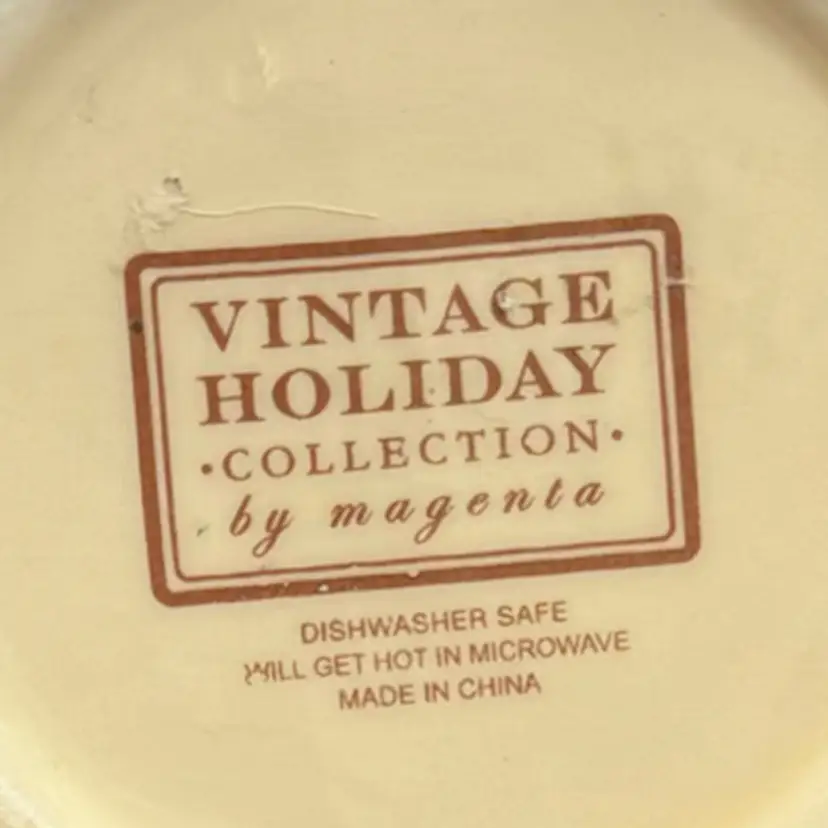 VINTAGE
HOLIDAY
·COLLECTION·
by magenta
DISHWASHER SAFE
WILL GET HOT IN MICROWAVE
MADE IN CHINA